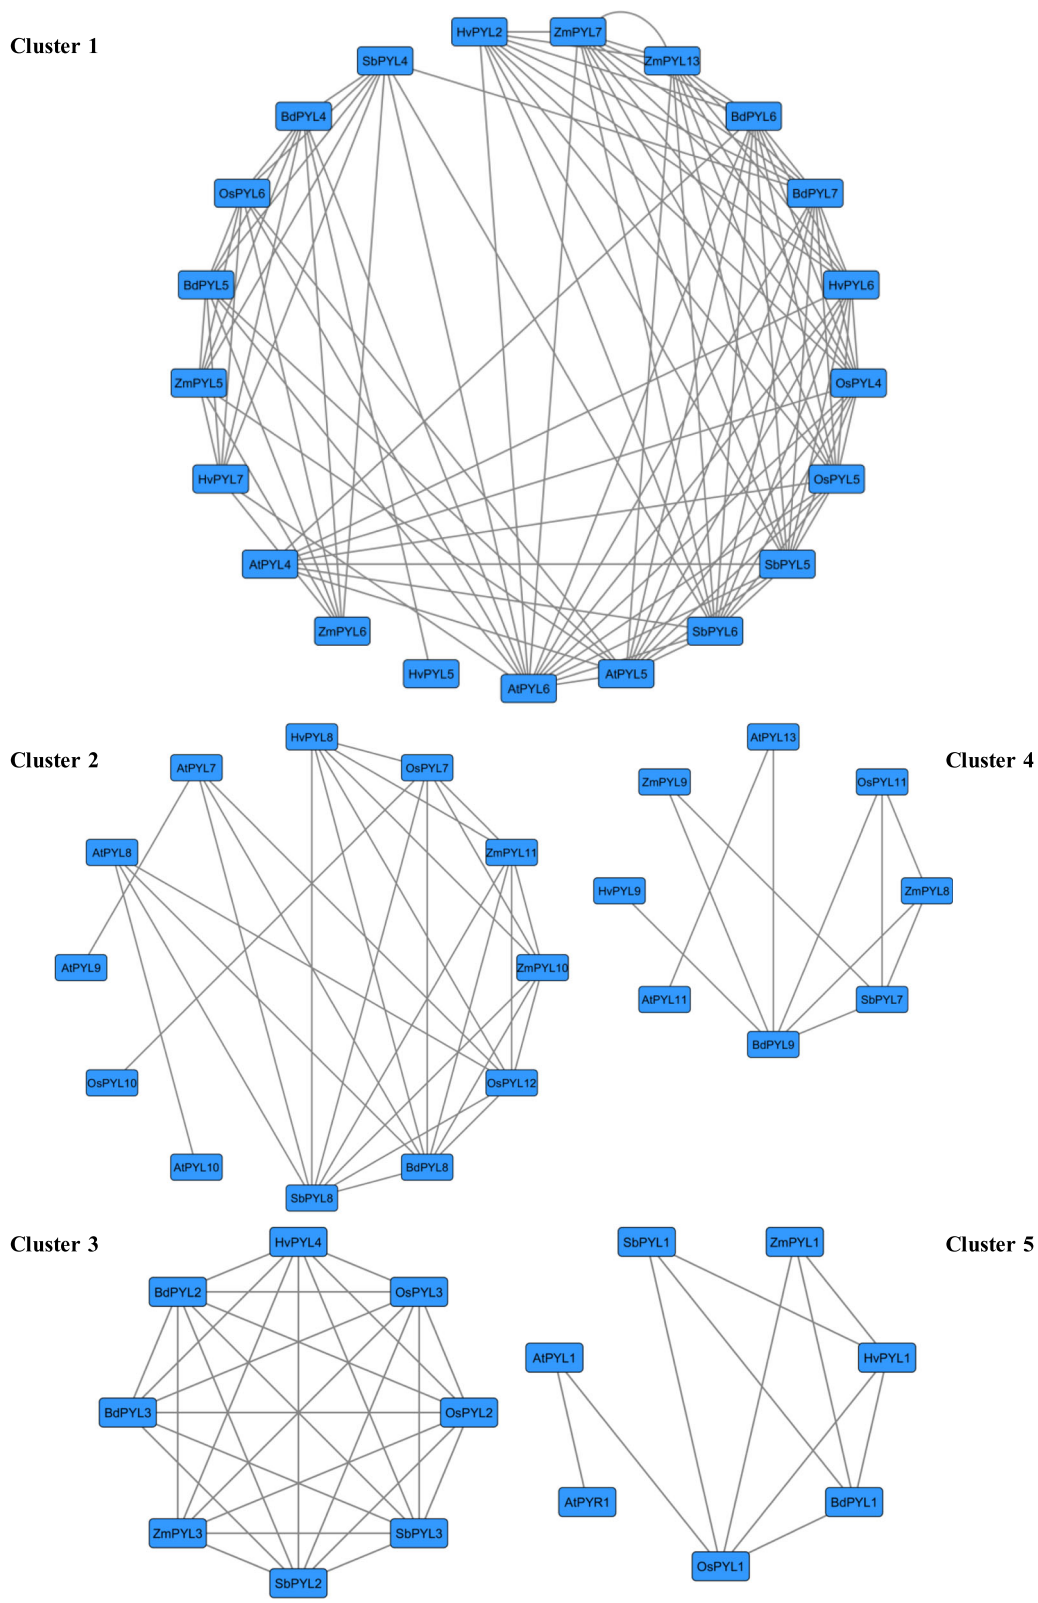 Cluster 1
HvPYL2
ZmPYL7
SbPYL4
ZmPYL13
BdPYL4
BdPYL6
OsPYL6
BdPYL7
BdPYL5
HvPYL6
ZmPYL5
OsPYL4
HvPYL7
OsPYL5
AtPYL4
SbPYL5
ZmPYL6
SbPYL6
HvPYL5
AtPYL6
AtPYL5
Cluster 2
HvPYL8
AtPYL7
OsPYL7
AtPYL8
ZmPYL11
AtPYL9
ZmPYL10
OsPYL10
OsPYL12
AtPYL10
BdPYL8
SbPYL8
Cluster 4
AtPYL13
ZmPYL9
OsPYL11
HvPYL9
ZmPYL8
AtPYL11
SbPYL7
BdPYL9
Cluster 3
HvPYL4
BdPYL2
OsPYL3
BdPYL3
OsPYL2
ZmPYL3
SbPYL3
SbPYL2
Cluster 5
SbPYL1
ZmPYL1
AtPYL1
HvPYL1
AtPYR1
BdPYL1
OsPYL1